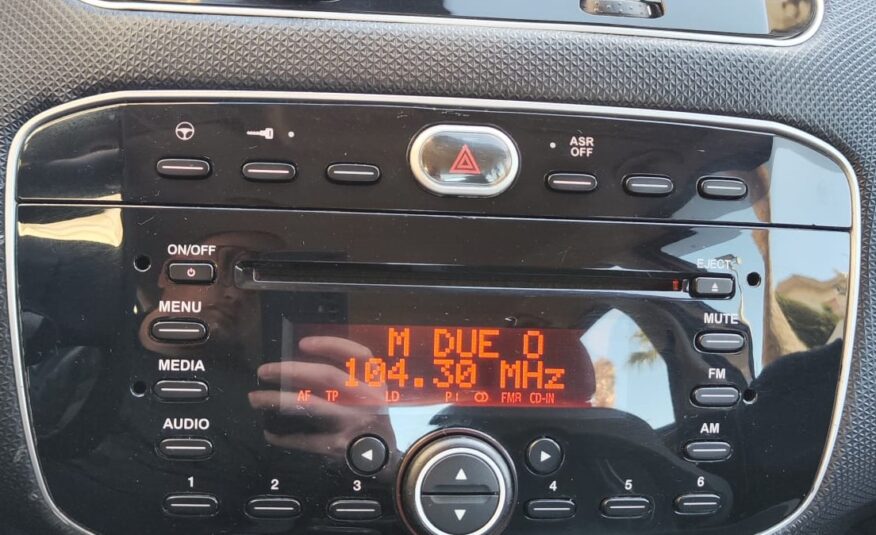 ASR
OFF
ON/OFF
EJECT
MENU
MUTE
M DUE O
104.30 MHz
MEDIA
FM
AF TP LD P.I CD FMA CD-IN
AUDIO
AM
1 2 3 4 5 6